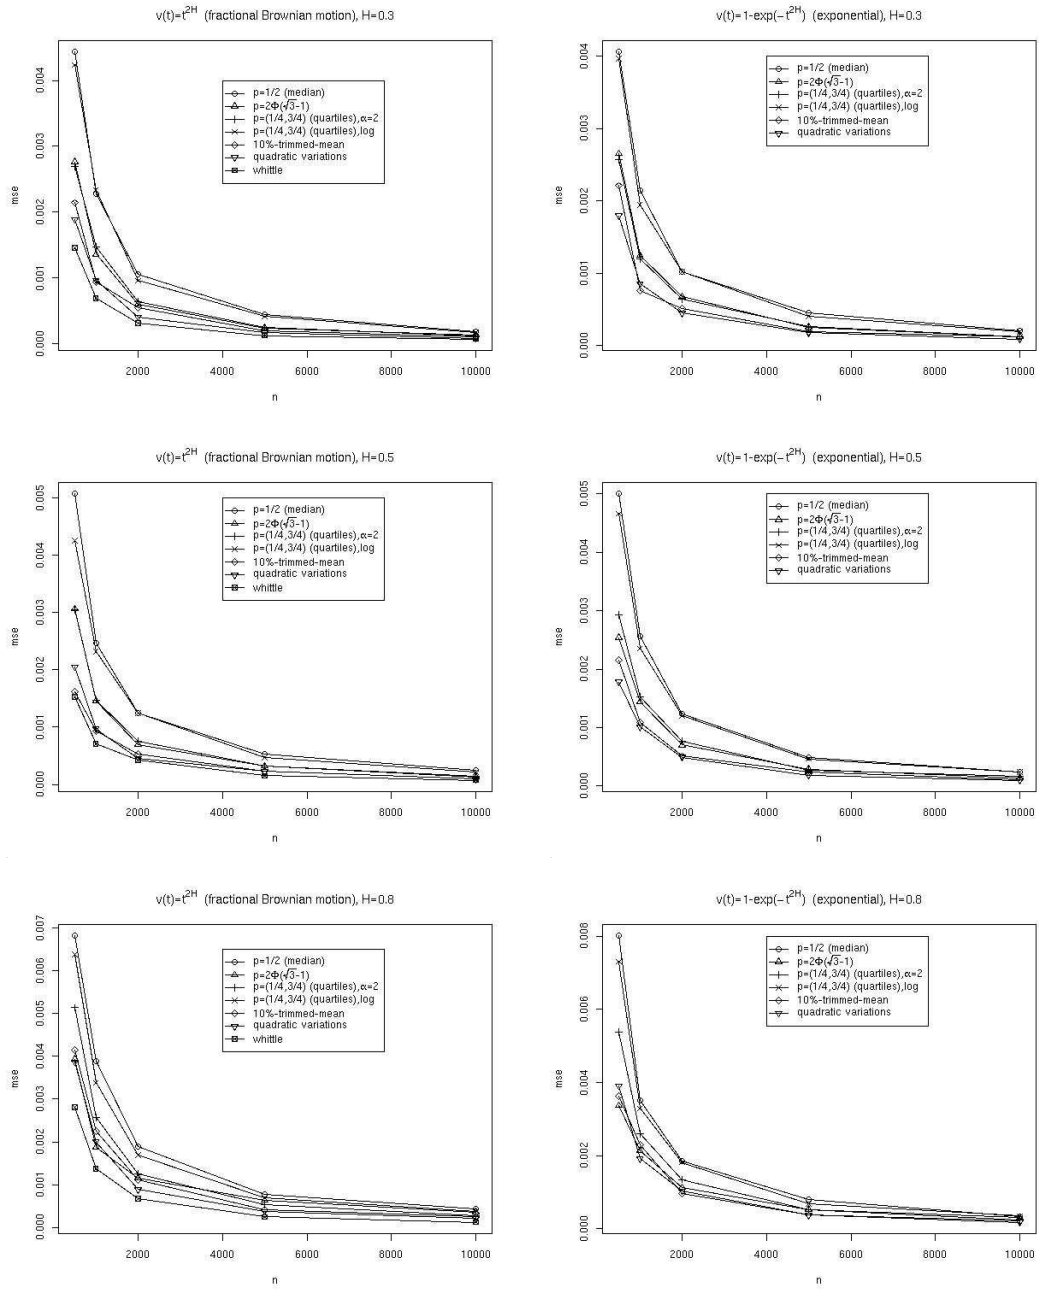 v(t)=t^2H (fractional Brownian motion), H=0.3
mse
0.004
0.003
0.002
0.001
0.000
p=1/2 (median)
p=2Φ(√3-1)
p=(1/4,3/4) (quartiles),α=2
p=(1/4,3/4) (quartiles),log
10%-trimmed-mean
quadratic variations
whittle
2000 4000 6000 8000 10000
n
v(t)=1-exp(-t^2H) (exponential), H=0.3
mse
0.004
0.003
0.002
0.001
0.000
p=1/2 (median)
p=2Φ(√3-1)
p=(1/4,3/4) (quartiles),α=2
p=(1/4,3/4) (quartiles),log
10%-trimmed-mean
quadratic variations
2000 4000 6000 8000 10000
n
v(t)=t^2H (fractional Brownian motion), H=0.5
mse
0.005
0.004
0.003
0.002
0.001
0.000
p=1/2 (median)
p=2Φ(√3-1)
p=(1/4,3/4) (quartiles),α=2
p=(1/4,3/4) (quartiles),log
10%-trimmed-mean
quadratic variations
whittle
2000 4000 6000 8000 10000
n
v(t)=1-exp(-t^2H) (exponential), H=0.5
mse
0.005
0.004
0.003
0.002
0.001
0.000
p=1/2 (median)
p=2Φ(√3-1)
p=(1/4,3/4) (quartiles),α=2
p=(1/4,3/4) (quartiles),log
10%-trimmed-mean
quadratic variations
2000 4000 6000 8000 10000
n
v(t)=t^2H (fractional Brownian motion), H=0.8
mse
0.007
0.006
0.005
0.004
0.003
0.002
0.001
0.000
p=1/2 (median)
p=2Φ(√3-1)
p=(1/4,3/4) (quartiles),α=2
p=(1/4,3/4) (quartiles),log
10%-trimmed-mean
quadratic variations
whittle
2000 4000 6000 8000 10000
n
v(t)=1-exp(-t^2H) (exponential), H=0.8
mse
0.008
0.006
0.004
0.002
0.000
p=1/2 (median)
p=2Φ(√3-1)
p=(1/4,3/4) (quartiles),α=2
p=(1/4,3/4) (quartiles),log
10%-trimmed-mean
quadratic variations
2000 4000 6000 8000 10000
n